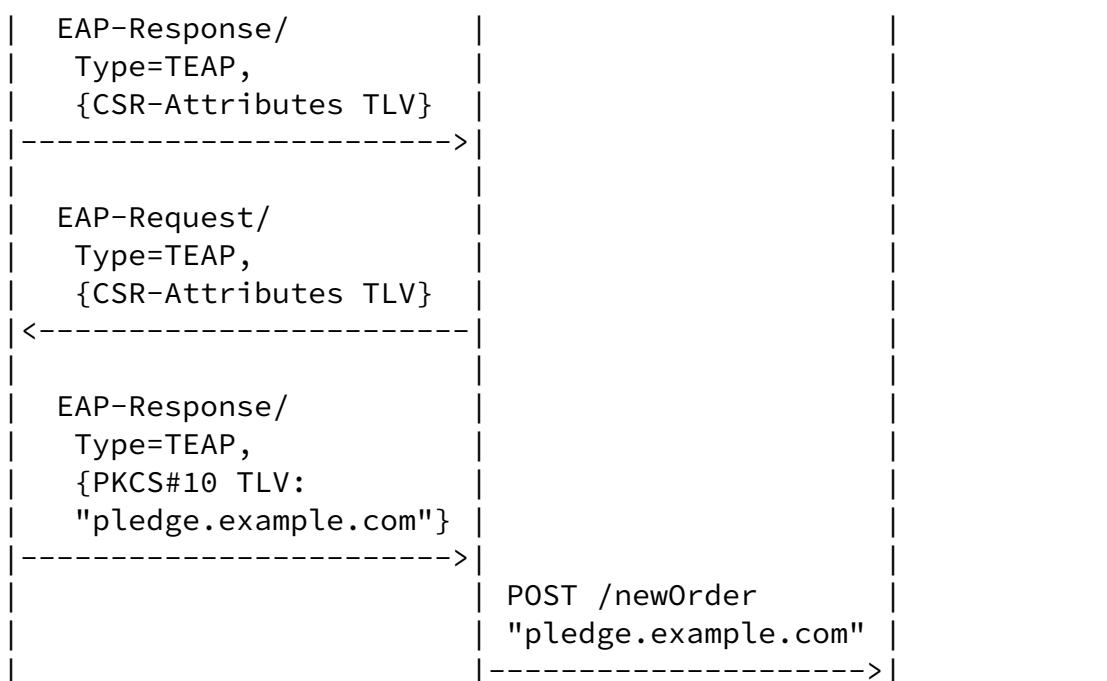 EAP-Response/
Type=TEAP,
{CSR-Attributes TLV}
EAP-Request/
Type=TEAP,
{CSR-Attributes TLV}
EAP-Response/
Type=TEAP,
{PKCS#10 TLV:
"pledge.example.com"}
POST /newOrder
"pledge.example.com"